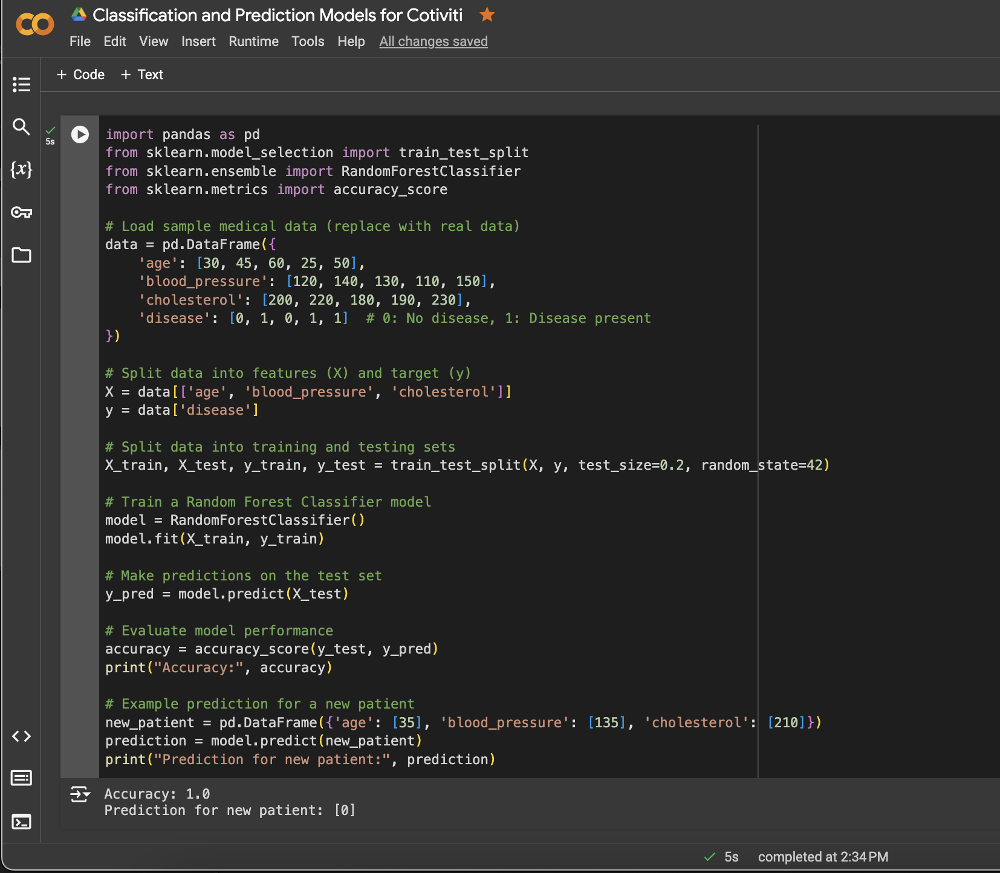 Classification and Prediction Models for Cotiviti
File Edit View Insert Runtime Tools Help All changes saved
+ Code + Text
5s
import pandas as pd
from sklearn.model_selection import train_test_split
from sklearn.ensemble import RandomForestClassifier
from sklearn.metrics import accuracy_score
# Load sample medical data (replace with real data)
data = pd.DataFrame({
    'age': [30, 45, 60, 25, 50],
    'blood_pressure': [120, 140, 130, 110, 150],
    'cholesterol': [200, 220, 180, 190, 230],
    'disease': [0, 1, 0, 1, 1]  # 0: No disease, 1: Disease present
})
# Split data into features (X) and target (y)
X = data[['age', 'blood_pressure', 'cholesterol']]
y = data['disease']
# Split data into training and testing sets
X_train, X_test, y_train, y_test = train_test_split(X, y, test_size=0.2, random_state=42)
# Train a Random Forest Classifier model
model = RandomForestClassifier()
model.fit(X_train, y_train)
# Make predictions on the test set
y_pred = model.predict(X_test)
# Evaluate model performance
accuracy = accuracy_score(y_test, y_pred)
print("Accuracy:", accuracy)
# Example prediction for a new patient
new_patient = pd.DataFrame({'age': [35], 'blood_pressure': [135], 'cholesterol': [210]})
prediction = model.predict(new_patient)
print("Prediction for new patient:", prediction)
Accuracy: 1.0
Prediction for new patient: [0]
5s completed at 2:34 PM